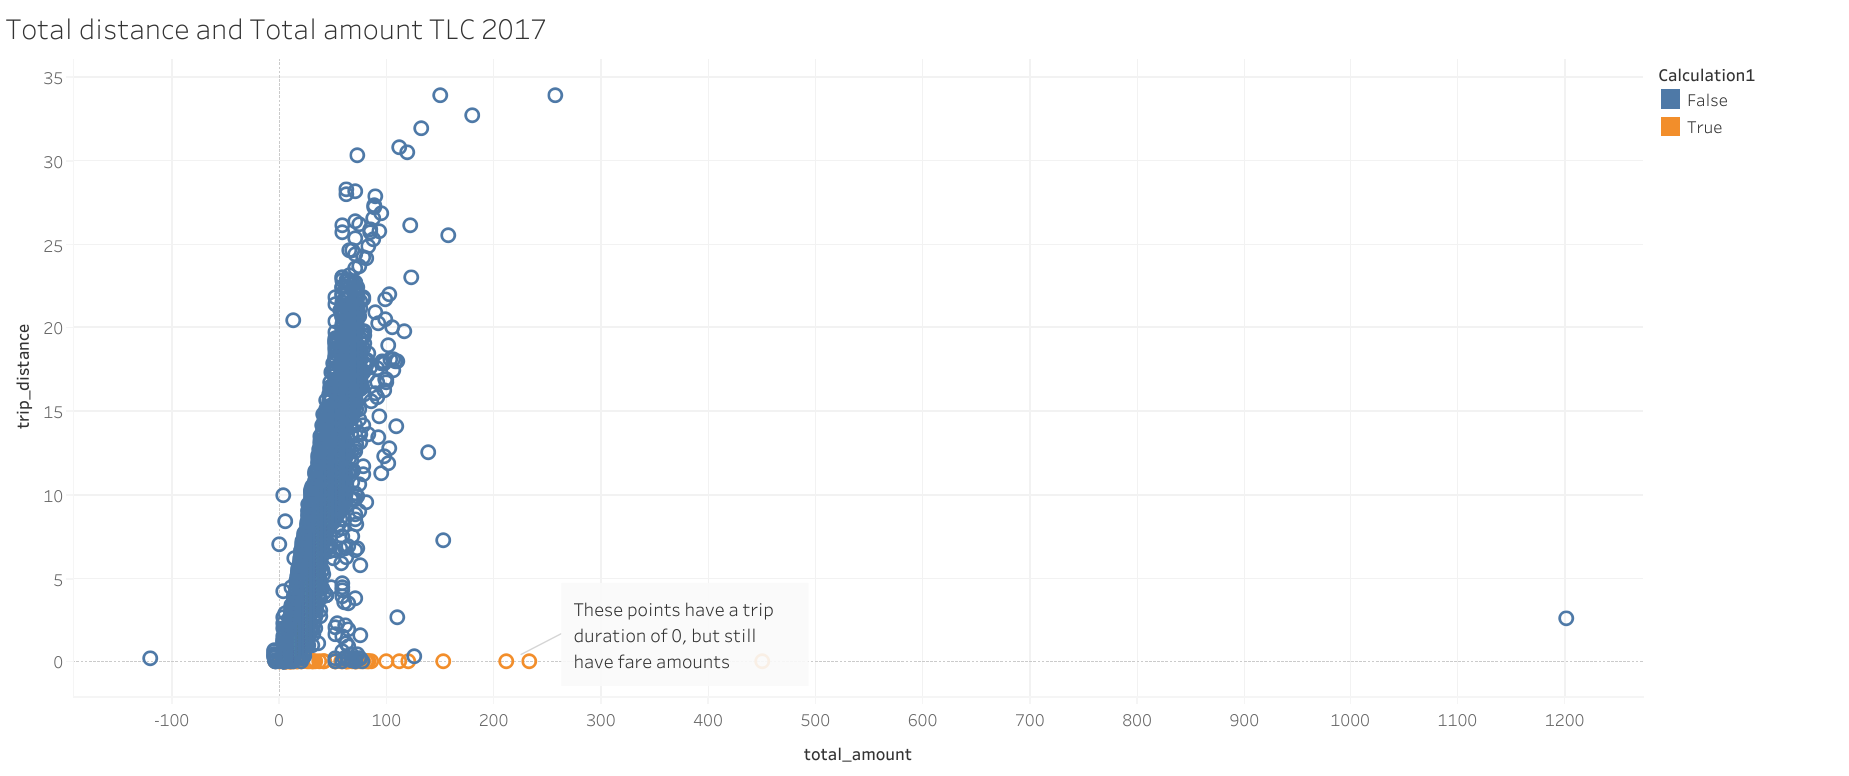 Total distance and Total amount TLC 2017
Calculation1
False
True
35
30
25
20
15
10
5
0
trip_distance
These points have a trip
duration of 0, but still
have fare amounts
-100 0 100 200 300 400 500 600 700 800 900 1000 1100 1200
total_amount